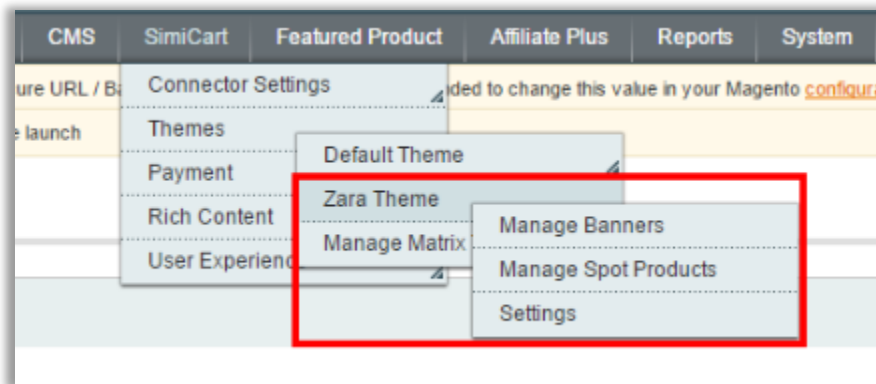 CMS SimiCart Featured Product Affiliate Plus Reports System
ure URL / Ba Connector Settings ded to change this value in your Magento configura
e launch Themes
Default Theme
Payment
Zara Theme
Rich Content Manage Banners
Manage Matrix
User Experienc Manage Spot Products
Settings